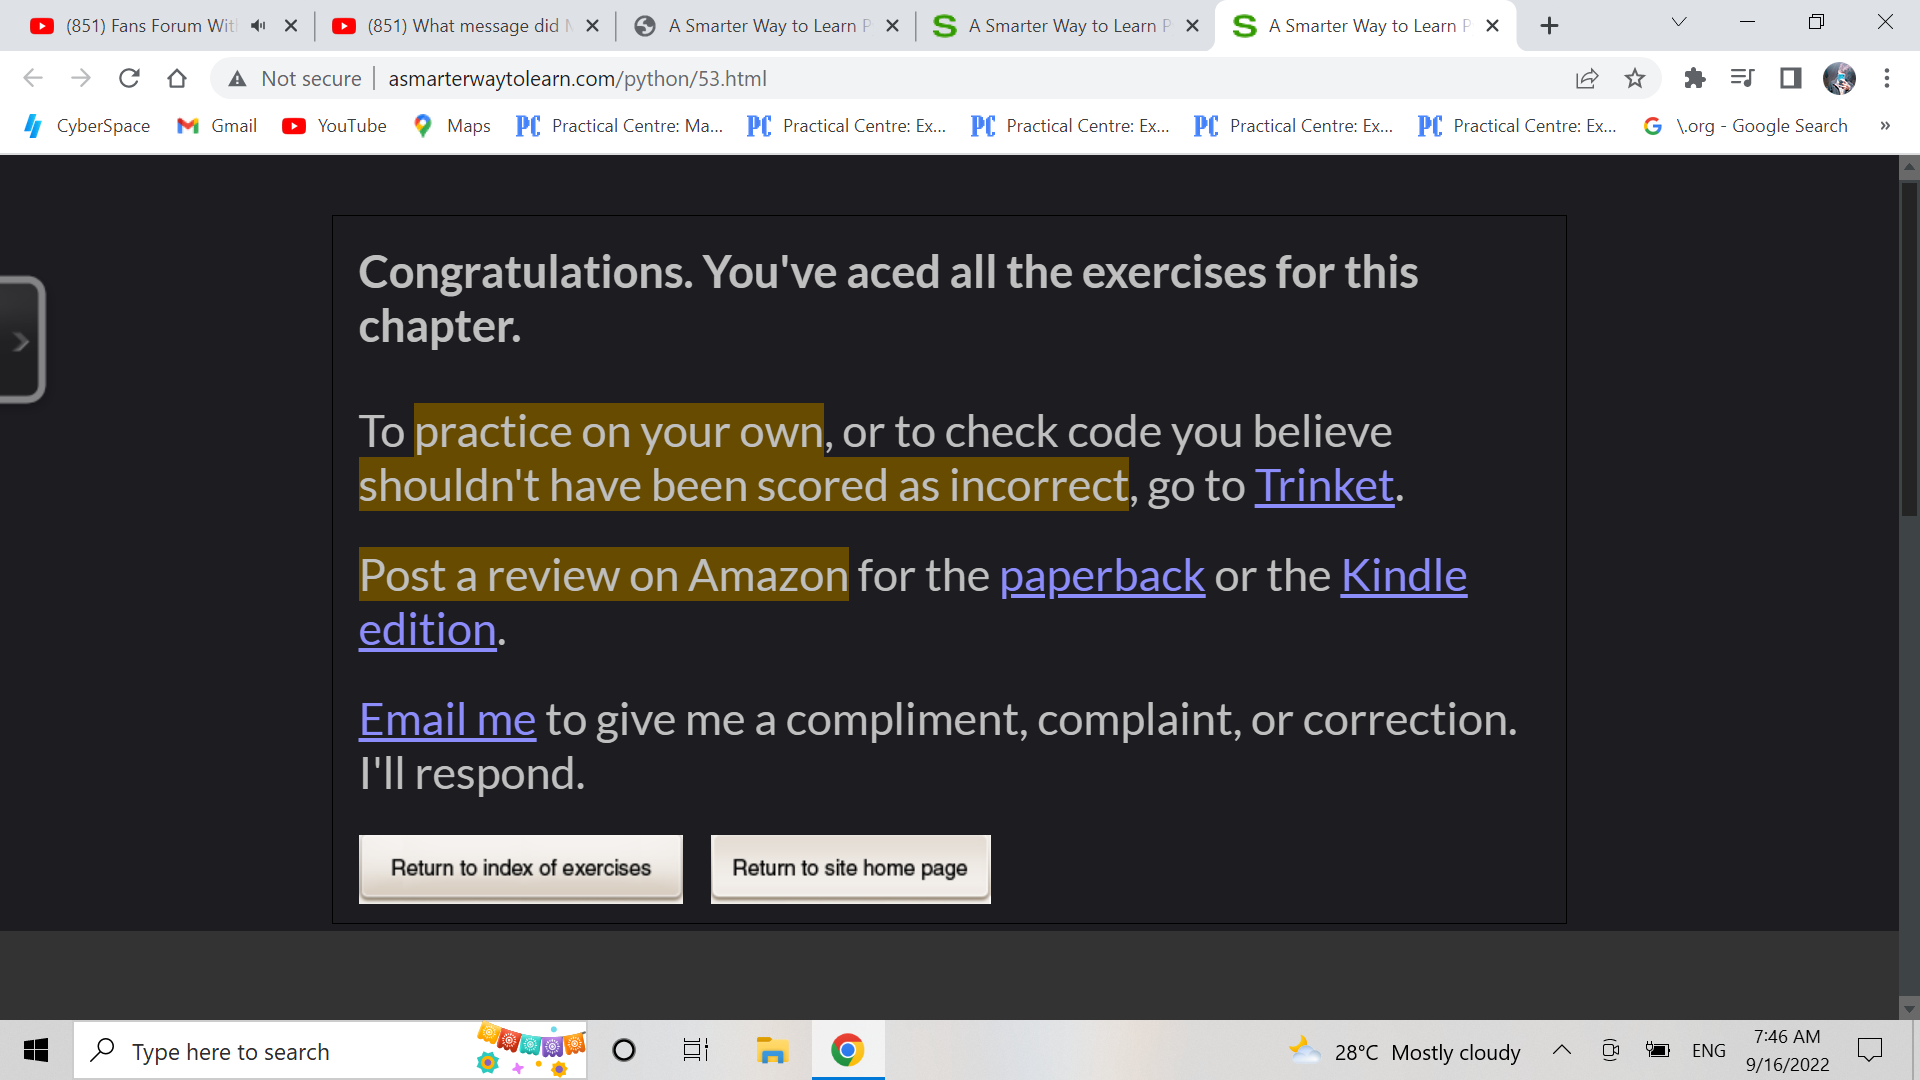 (851) Fans Forum Wit
(851) What message did
A Smarter Way to Learn P
A Smarter Way to Learn P
A Smarter Way to Learn P
Not secure
asmarterwaytolearn.com/python/53.html
CyberSpace
Gmail
YouTube
Maps
PC Practical Centre: Ma...
PC Practical Centre: Ex...
PC Practical Centre: Ex...
PC Practical Centre: Ex...
PC Practical Centre: Ex...
\.org - Google Search
»
Congratulations. You've aced all the exercises for this
chapter.
To practice on your own, or to check code you believe
shouldn't have been scored as incorrect, go to Trinket.
Post a review on Amazon for the paperback or the Kindle
edition.
Email me to give me a compliment, complaint, or correction.
I'll respond.
Return to index of exercises
Return to site home page
Type here to search
28°C Mostly cloudy
ENG
7:46 AM
9/16/2022